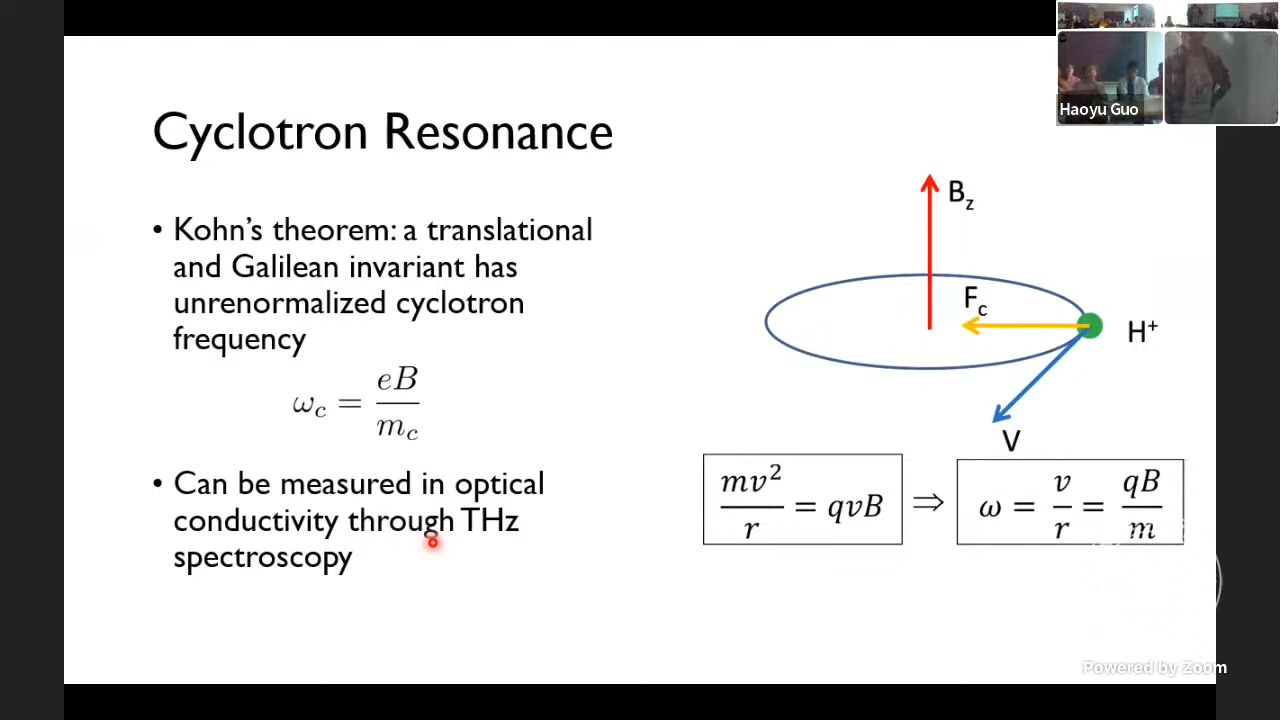 Haoyu Guo
Cyclotron Resonance
• Kohn's theorem: a translational
and Galilean invariant has
unrenormalized cyclotron
frequency
ω_c = eB/m_c
• Can be measured in optical
conductivity through THz
spectroscopy
B_z
F_c
H⁺
V
mv²/r = qvB ⇒ ω = v/r = qB/m
Powered by Zoom